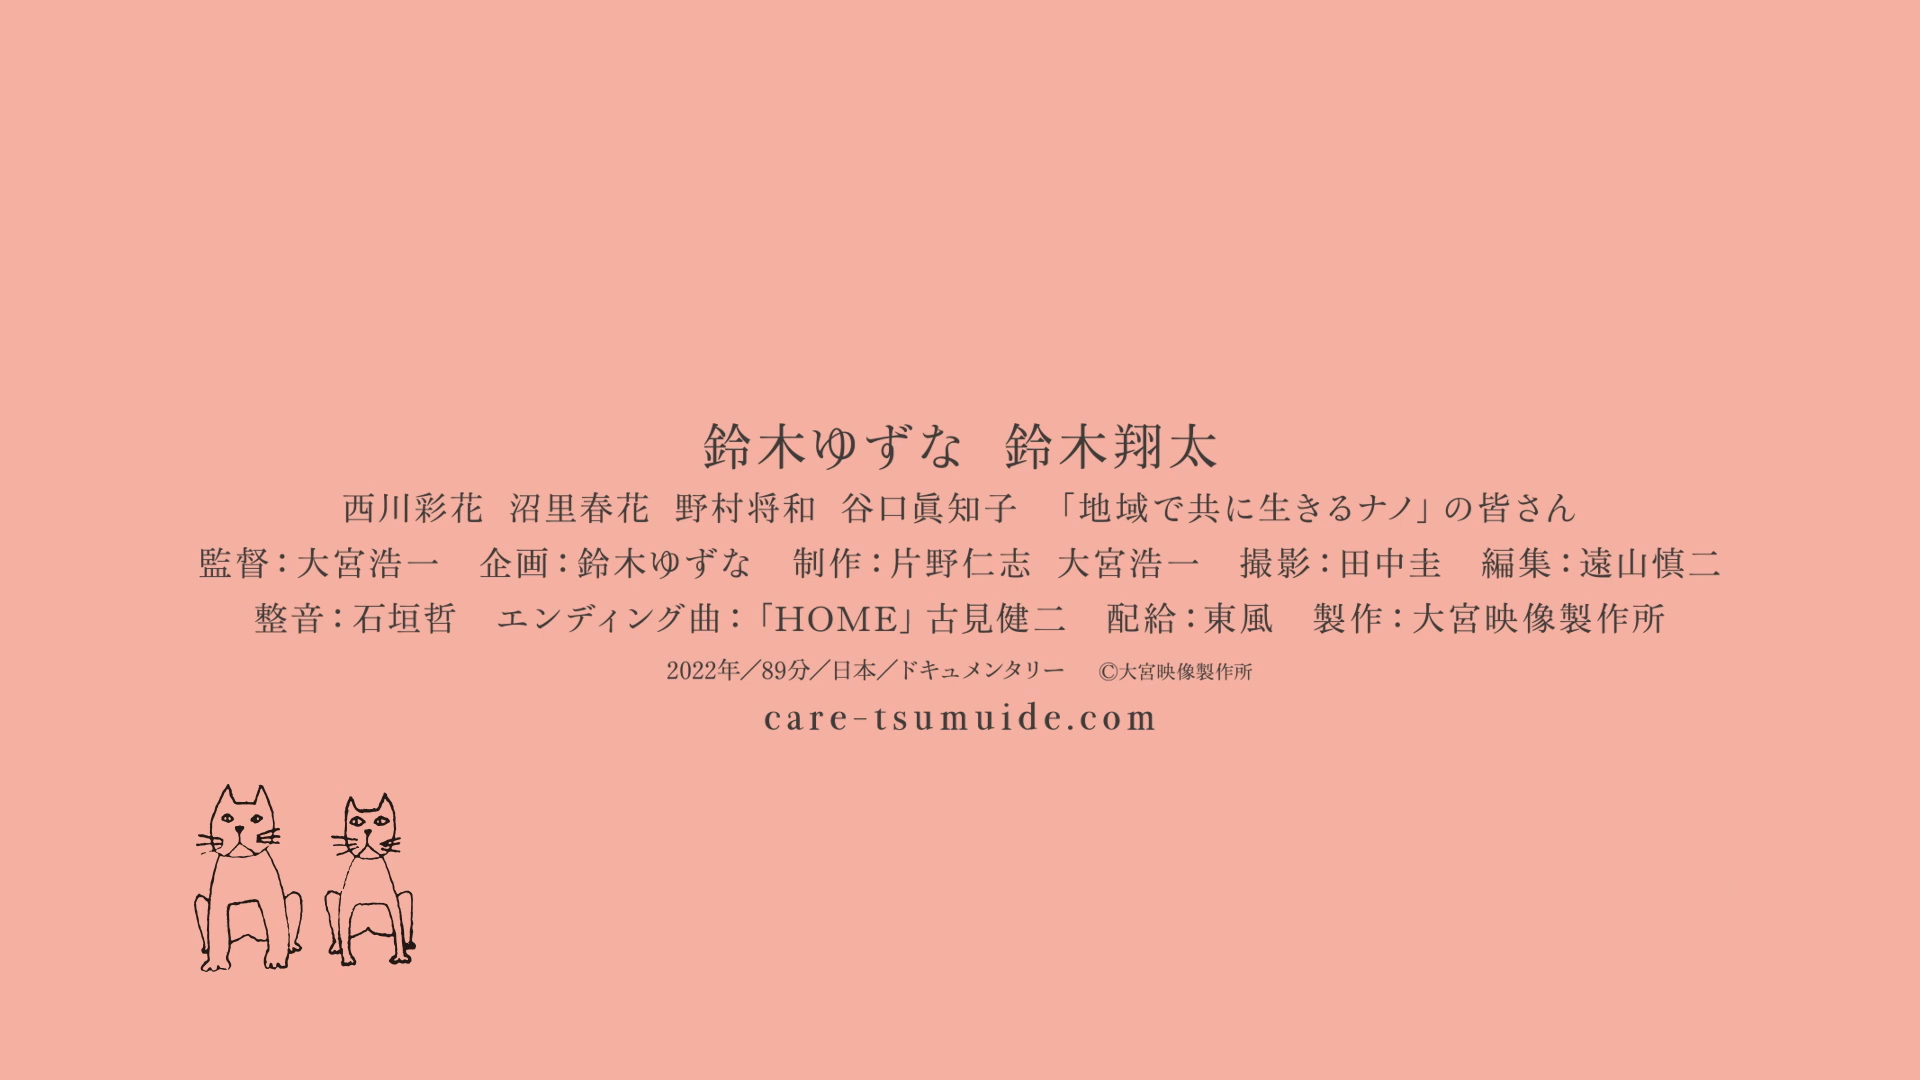 鈴木ゆずな 鈴木翔太
西川彩花 沼里春花 野村将和 谷口眞知子 「地域で共に生きるナノ」の皆さん
監督：大宮浩一 企画：鈴木ゆずな 制作：片野仁志 大宮浩一 撮影：田中圭 編集：遠山慎二
整音：石垣哲 エンディング曲：「HOME」古見健二 配給：東風 製作：大宮映像製作所
2022年／89分／日本／ドキュメンタリー ©大宮映像製作所
care-tsumuide.com